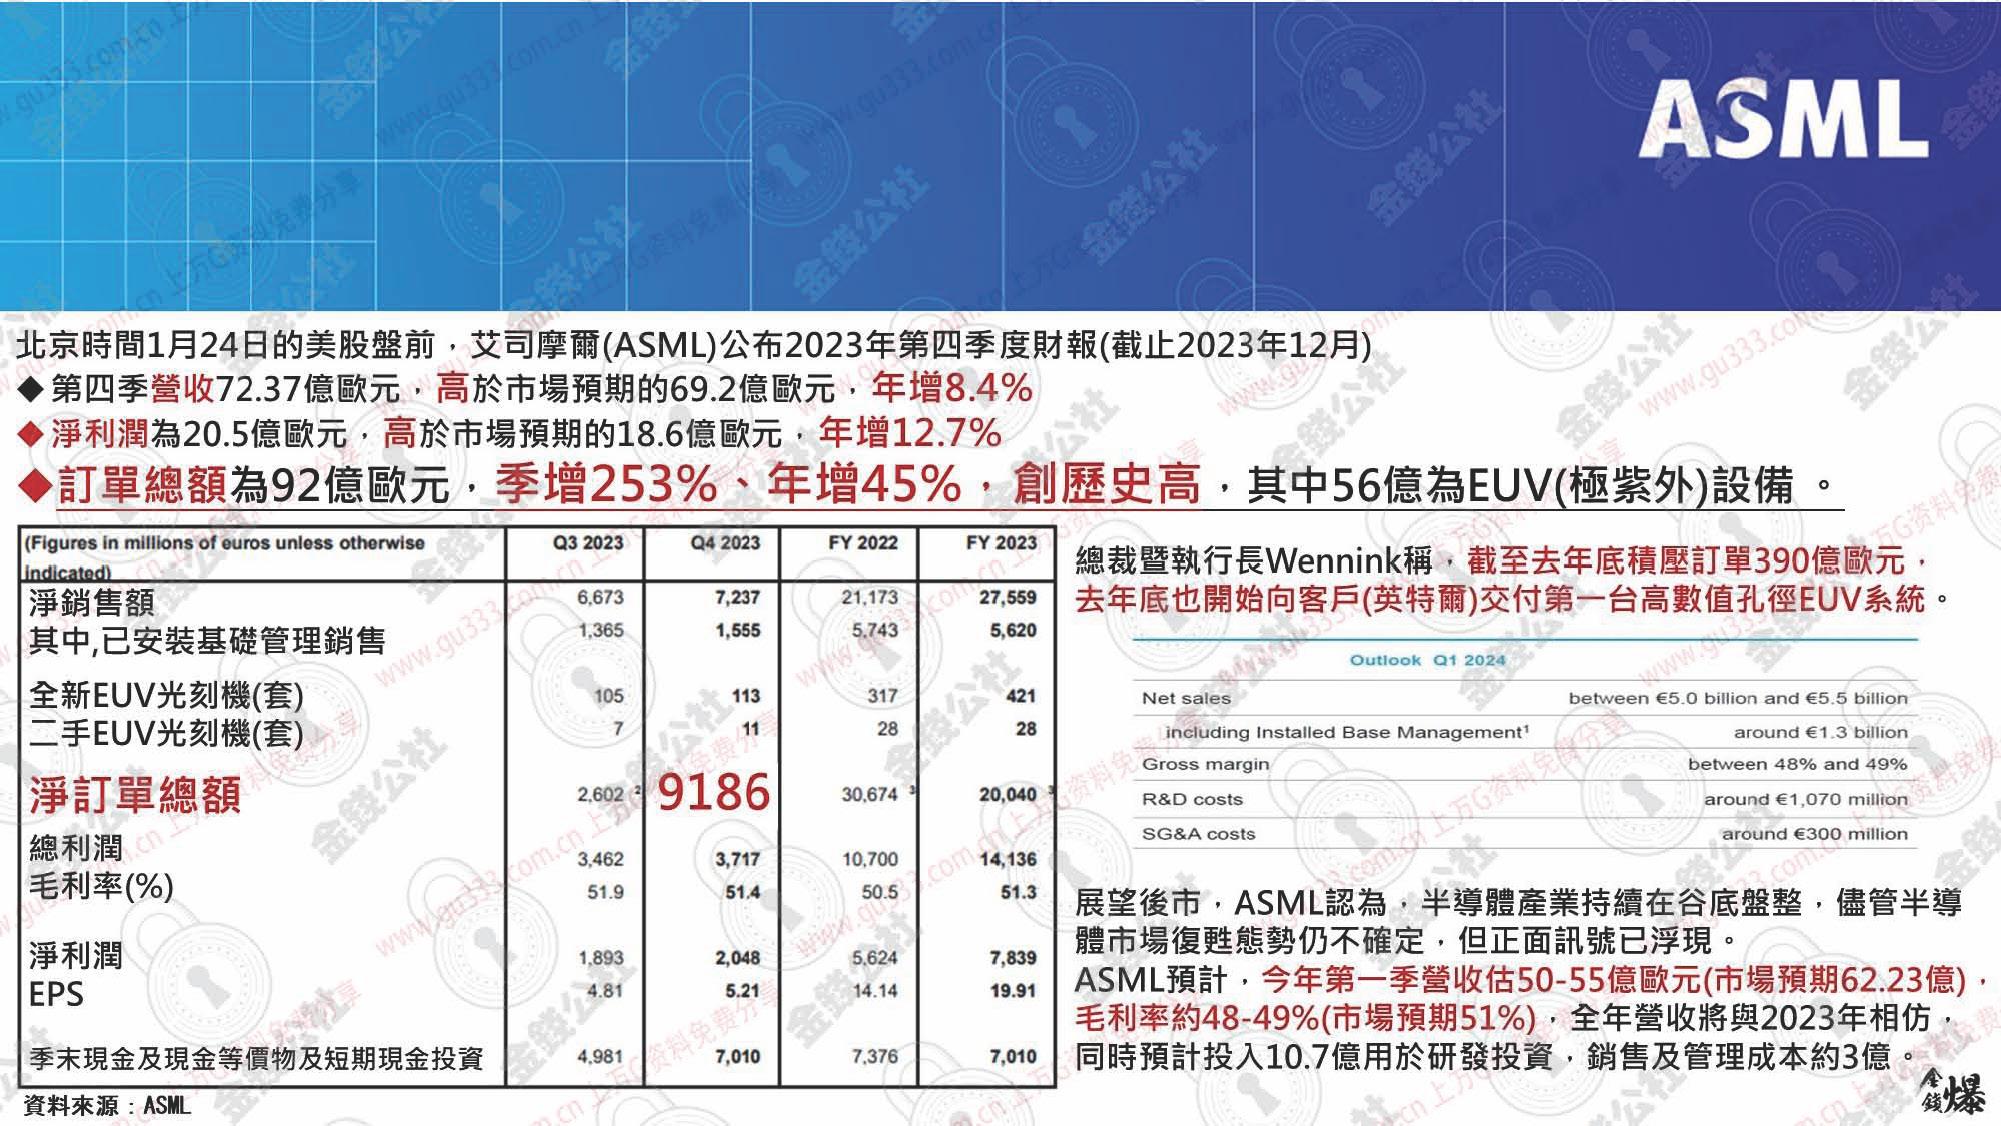 ASML
北京時間1月24日的美股盤前，艾司摩爾(ASML)公布2023年第四季度財報(截止2023年12月)
◆第四季營收72.37億歐元，高於市場預期的69.2億歐元，年增8.4%
◆淨利潤為20.5億歐元，高於市場預期的18.6億歐元，年增12.7%
◆訂單總額為92億歐元，季增253%、年增45%，創歷史高，其中56億為EUV(極紫外)設備。
(Figures in millions of euros unless otherwise indicated) Q3 2023 Q4 2023 FY 2022 FY 2023
淨銷售額 6,673 7,237 21,173 27,559
其中,已安裝基礎管理銷售 1,365 1,555 5,743 5,620
全新EUV光刻機(套) 105 113 317 421
二手EUV光刻機(套) 7 11 28 28
淨訂單總額 2,602 ² 9186 30,674 ³ 20,040 ³
總利潤 3,462 3,717 10,700 14,136
毛利率(%) 51.9 51.4 50.5 51.3
淨利潤 1,893 2,048 5,624 7,839
EPS 4.81 5.21 14.14 19.91
季末現金及現金等價物及短期現金投資 4,981 7,010 7,376 7,010
資料來源：ASML
總裁暨執行長Wennink稱，截至去年底積壓訂單390億歐元，
去年底也開始向客戶(英特爾)交付第一台高數值孔徑EUV系統。
Outlook Q1 2024
Net sales between €5.0 billion and €5.5 billion
including Installed Base Management¹ around €1.3 billion
Gross margin between 48% and 49%
R&D costs around €1,070 million
SG&A costs around €300 million
展望後市，ASML認為，半導體產業持續在谷底盤整，儘管半導
體市場復甦態勢仍不確定，但正面訊號已浮現。
ASML預計，今年第一季營收估50-55億歐元(市場預期62.23億)，
毛利率約48-49%(市場預期51%)，全年營收將與2023年相仿，
同時預計投入10.7億用於研發投資，銷售及管理成本約3億。
金錢爆
金錢公社
www.gu333.com.cn 上万G资料免费分享